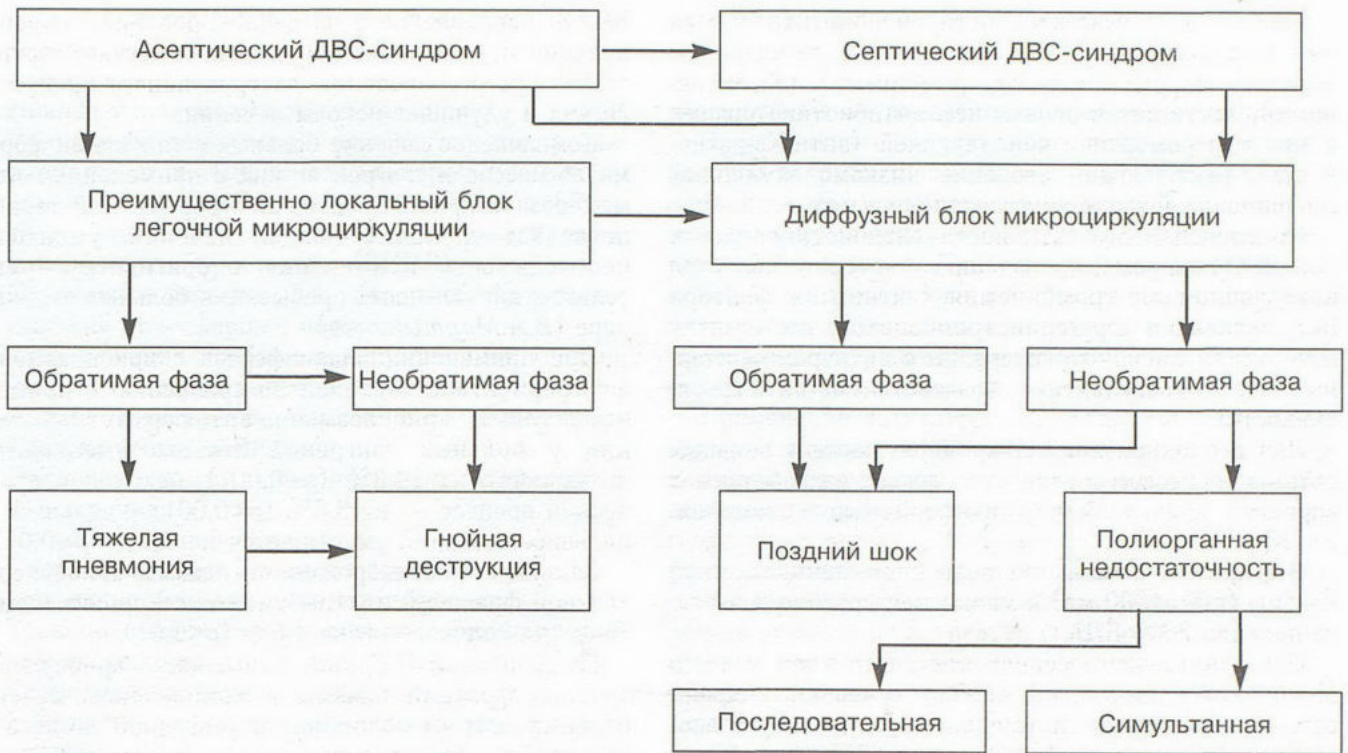 Асептический ДВС-синдром
Септический ДВС-синдром
Преимущественно локальный блок
легочной микроциркуляции
Диффузный блок микроциркуляции
Обратимая фаза
Необратимая фаза
Обратимая фаза
Необратимая фаза
Тяжелая
пневмония
Гнойная
деструкция
Поздний шок
Полиорганная
недостаточность
Последовательная
Симультанная